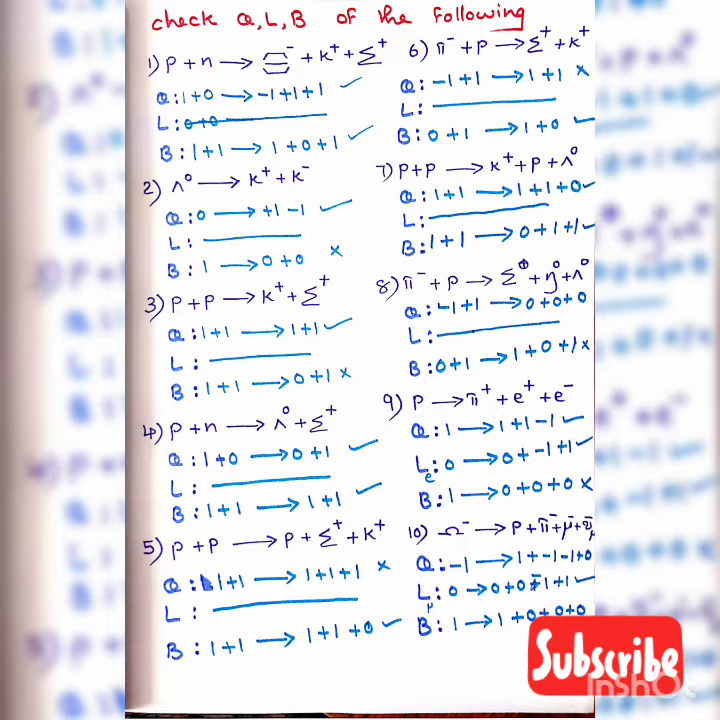 check Q, L, B of the following
1) p + n → Ξ⁻ + K⁺ + Σ⁺
Q : 1 + 0 → -1 + 1 + 1 ✓
L : 0+0
B : 1 + 1 → 1 + 0 + 1 ✓
2) Λ⁰ → K⁺ + K⁻
Q : 0 → +1 - 1 ✓
L :
B : 1 → 0 + 0 ×
3) P + P → K⁺ + Σ⁺
Q : 1 + 1 → 1 + 1 ✓
L :
B : 1 + 1 → 0 + 1 ×
4) P + n → Λ⁰ + Σ⁺
Q : 1 + 0 → 0 + 1 ✓
L :
B : 1 + 1 → 1 + 1 ✓
5) P + P → P + Σ⁺ + K⁺
Q : 1 + 1 → 1 + 1 + 1 ×
L :
B : 1 + 1 → 1 + 1 + 0 ✓
6) π⁻ + P → Σ⁺ + K⁺
Q : -1 + 1 → 1 + 1 ×
L :
B : 0 + 1 → 1 + 0 ✓
7) P + P → K⁺ + P + Λ⁰
Q : 1 + 1 → 1 + 1 + 0 ✓
L :
B : 1 + 1 → 0 + 1 + 1 ✓
8) π⁻ + P → Σ⁰ + η⁰ + Λ⁰
Q : -1 + 1 → 0 + 0 + 0
L :
B : 0 + 1 → 1 + 0 + 1 ×
9) P → π⁺ + e⁺ + e⁻
Q : 1 → 1 + 1 - 1 ✓
Lₑ : 0 → 0 + -1 + 1 ✓
B : 1 → 0 + 0 + 0 ×
10) Ω⁻ → P + π⁻ + μ⁻ + ν̄μ
Q : -1 → 1 + -1 - 1 + 0
Lμ : 0 → 0 + 0 + 1 + 1 ✓
B : 1 → 1 + 0 + 0 + 0
Subscribe
InShOt